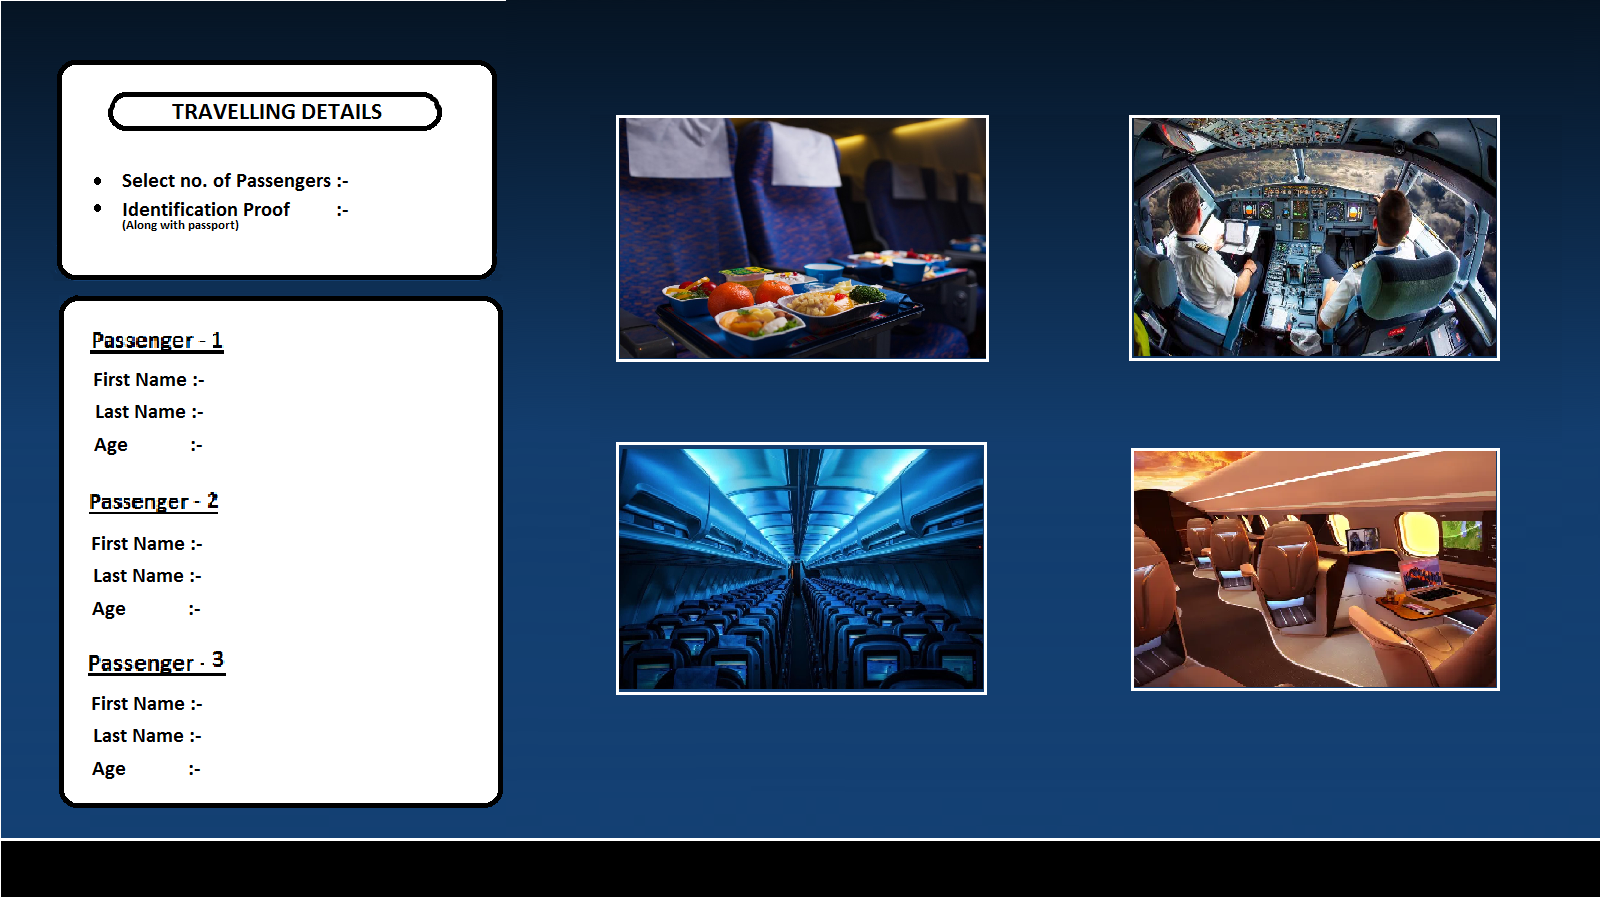 TRAVELLING DETAILS
• Select no. of Passengers :-
• Identification Proof :-
(Along with passport)
Passenger - 1
First Name :-
Last Name :-
Age :-
Passenger - 2
First Name :-
Last Name :-
Age :-
Passenger - 3
First Name :-
Last Name :-
Age :-